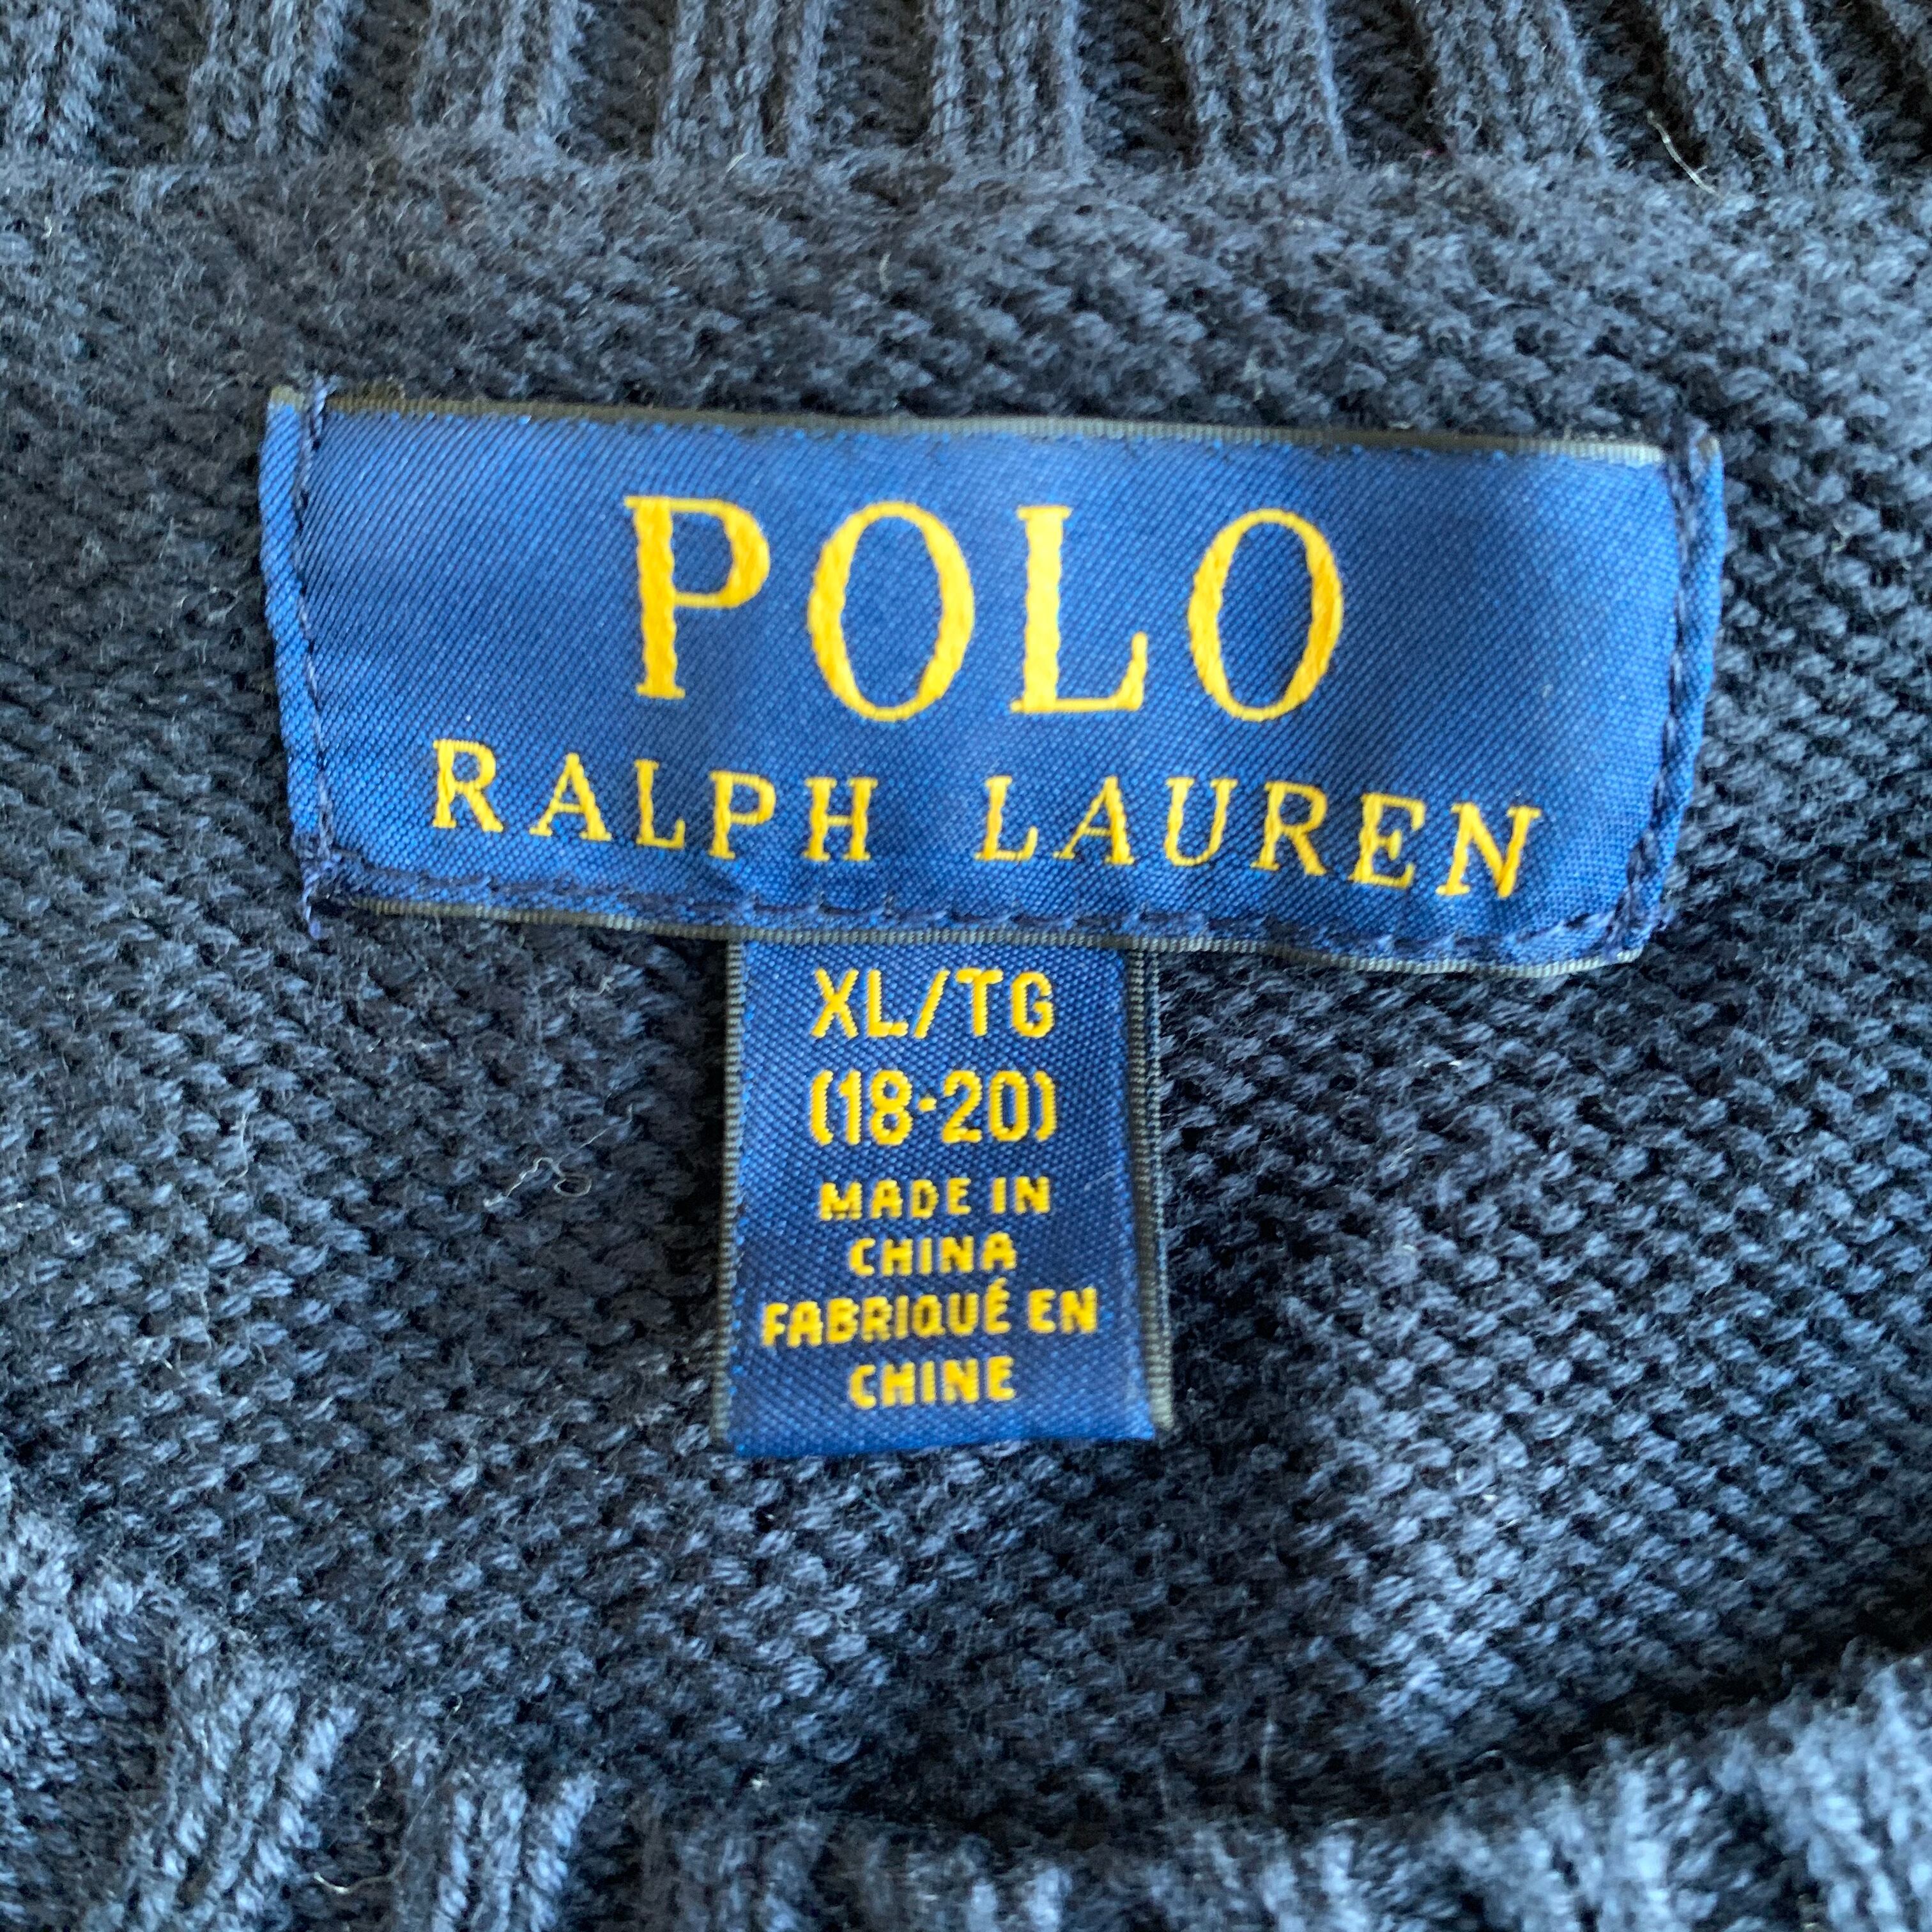 POLO
RALPH LAUREN
XL/TG
(18-20)
MADE IN
CHINA
FABRIQUÉ EN
CHINE